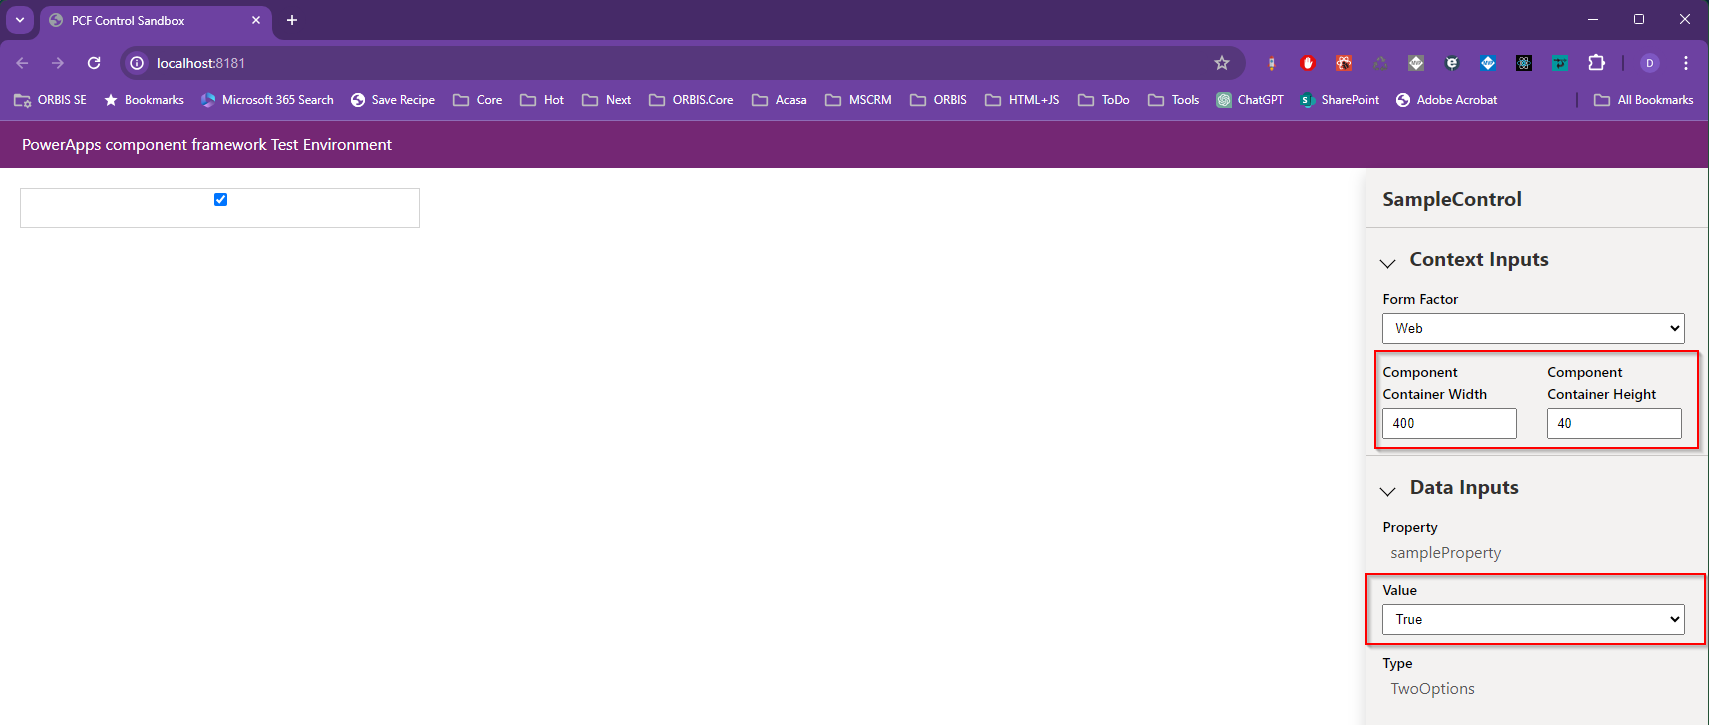 PCF Control Sandbox
localhost:8181
D
ORBIS SE Bookmarks Microsoft 365 Search Save Recipe Core Hot Next ORBIS.Core Acasa MSCRM ORBIS HTML+JS ToDo Tools ChatGPT SharePoint Adobe Acrobat All Bookmarks
PowerApps component framework Test Environment
SampleControl
Context Inputs
Form Factor
Web
Component Component
Container Width Container Height
400 40
Data Inputs
Property
sampleProperty
Value
True
Type
TwoOptions